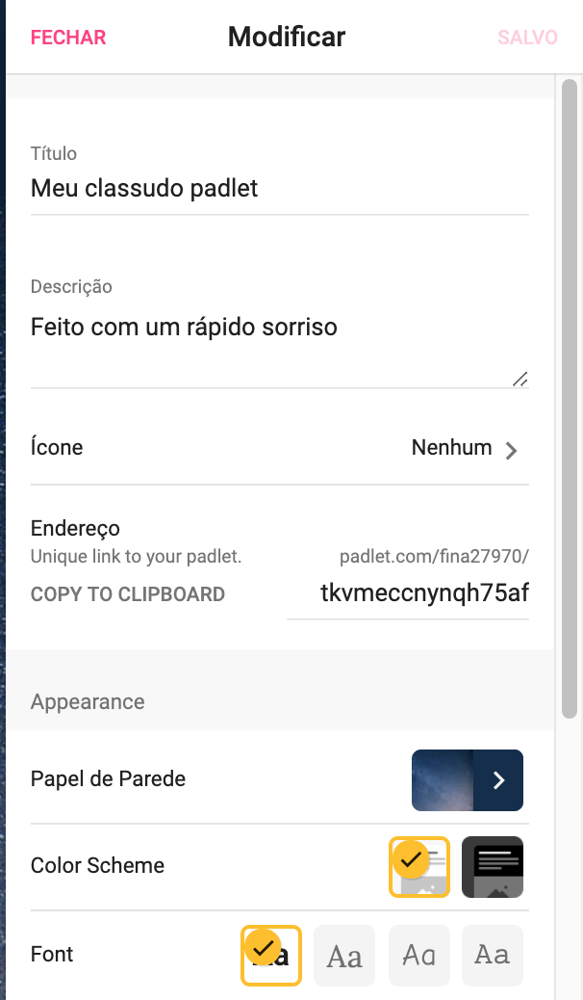 FECHAR Modificar SALVO
Título
Meu classudo padlet
Descrição
Feito com um rápido sorriso
Ícone Nenhum
Endereço
Unique link to your padlet. padlet.com/fina27970/
COPY TO CLIPBOARD tkvmeccnynqh75af
Appearance
Papel de Parede
Color Scheme
Font Aa Aa Aa